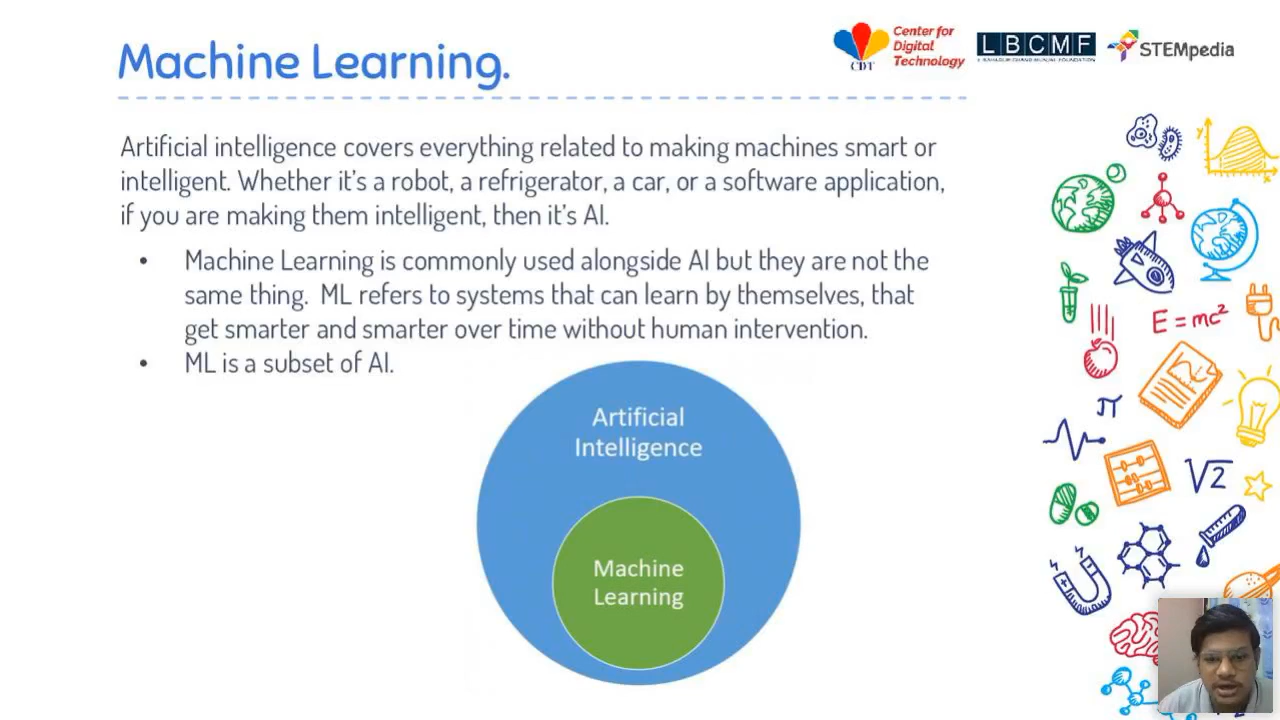 Machine Learning.
CDT
Center for
Digital
Technology
LBCMF
STEMpedia
Artificial intelligence covers everything related to making machines smart or
intelligent. Whether it's a robot, a refrigerator, a car, or a software application,
if you are making them intelligent, then it's AI.
• Machine Learning is commonly used alongside AI but they are not the
same thing. ML refers to systems that can learn by themselves, that
get smarter and smarter over time without human intervention.
• ML is a subset of AI.
Artificial
Intelligence
Machine
Learning
y
x
E=mc²
π
√2